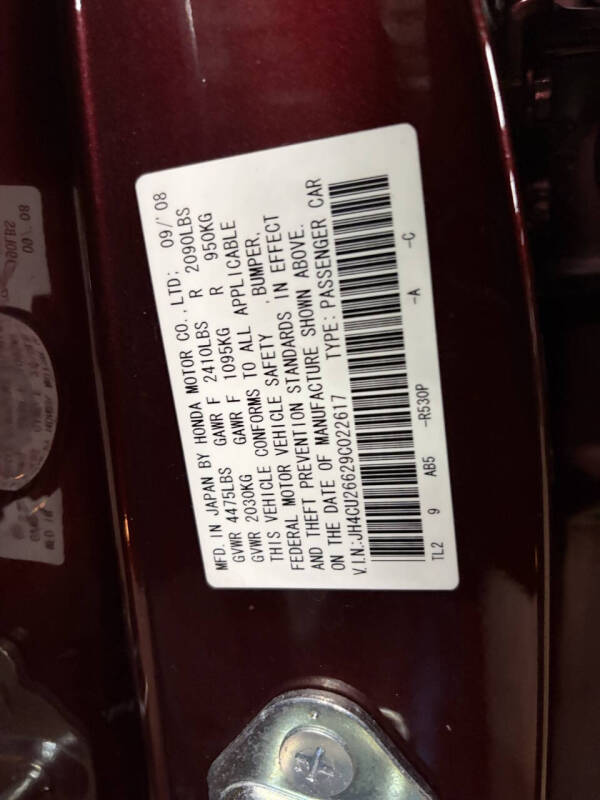 MFD. IN JAPAN BY HONDA MOTOR CO., LTD: 09/'08
GVWR 4475LBS GAWR F 2410LBS R 2090LBS
GVWR 2030KG GAWR F 1095KG R 950KG
THIS VEHICLE CONFORMS TO ALL APPLICABLE
FEDERAL MOTOR VEHICLE SAFETY , BUMPER,
AND THEFT PREVENTION STANDARDS IN EFFECT
ON THE DATE OF MANUFACTURE SHOWN ABOVE.
V.I.N.:JH4CU26629C022617 TYPE: PASSENGER CAR
TL2 9 AB5 -R530P -A -C
4